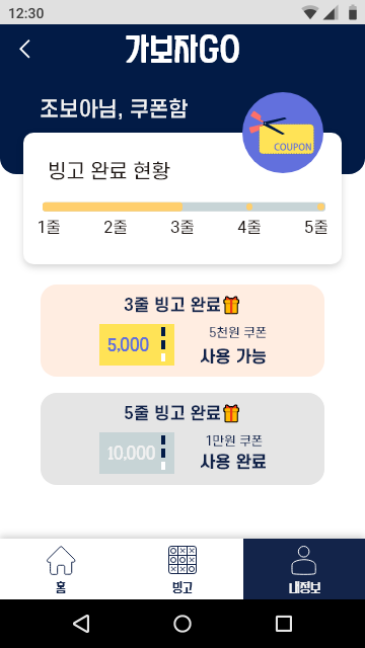 12:30
가보자GO
조보아님, 쿠폰함
COUPON
빙고 완료 현황
1줄 2줄 3줄 4줄 5줄
3줄 빙고 완료
5,000
5천원 쿠폰
사용 가능
5줄 빙고 완료
10,000
1만원 쿠폰
사용 완료
홈 빙고 내정보